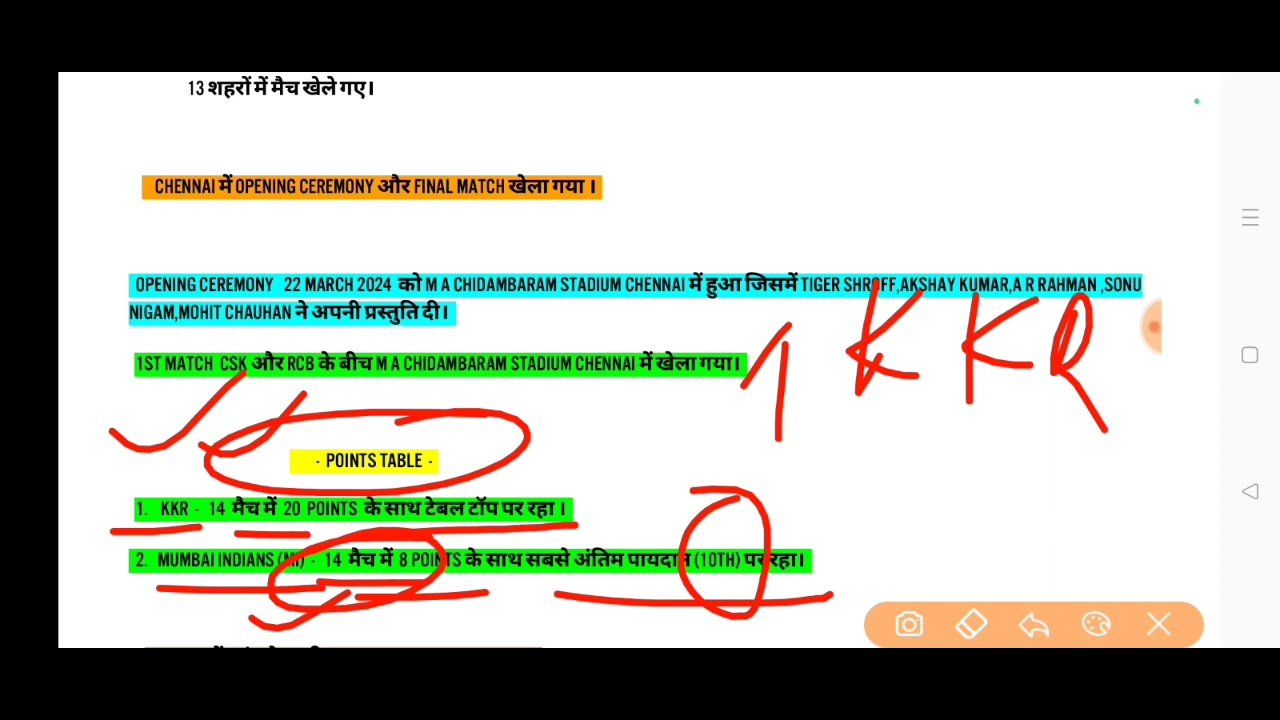 13 शहरों में मैच खेले गए।
CHENNAI में OPENING CEREMONY और FINAL MATCH खेला गया ।
OPENING CEREMONY 22 MARCH 2024 को M A CHIDAMBARAM STADIUM CHENNAI में हुआ जिसमें TIGER SHROFF,AKSHAY KUMAR,A R RAHMAN ,SONU
NIGAM,MOHIT CHAUHAN ने अपनी प्रस्तुति दी।
1ST MATCH CSK और RCB के बीच M A CHIDAMBARAM STADIUM CHENNAI में खेला गया।
1 KKR
- POINTS TABLE -
1. KKR - 14 मैच में 20 POINTS के साथ टेबल टॉप पर रहा ।
2. MUMBAI INDIANS (MI) - 14 मैच में 8 POINTS के साथ सबसे अंतिम पायदान (10TH) पर रहा।